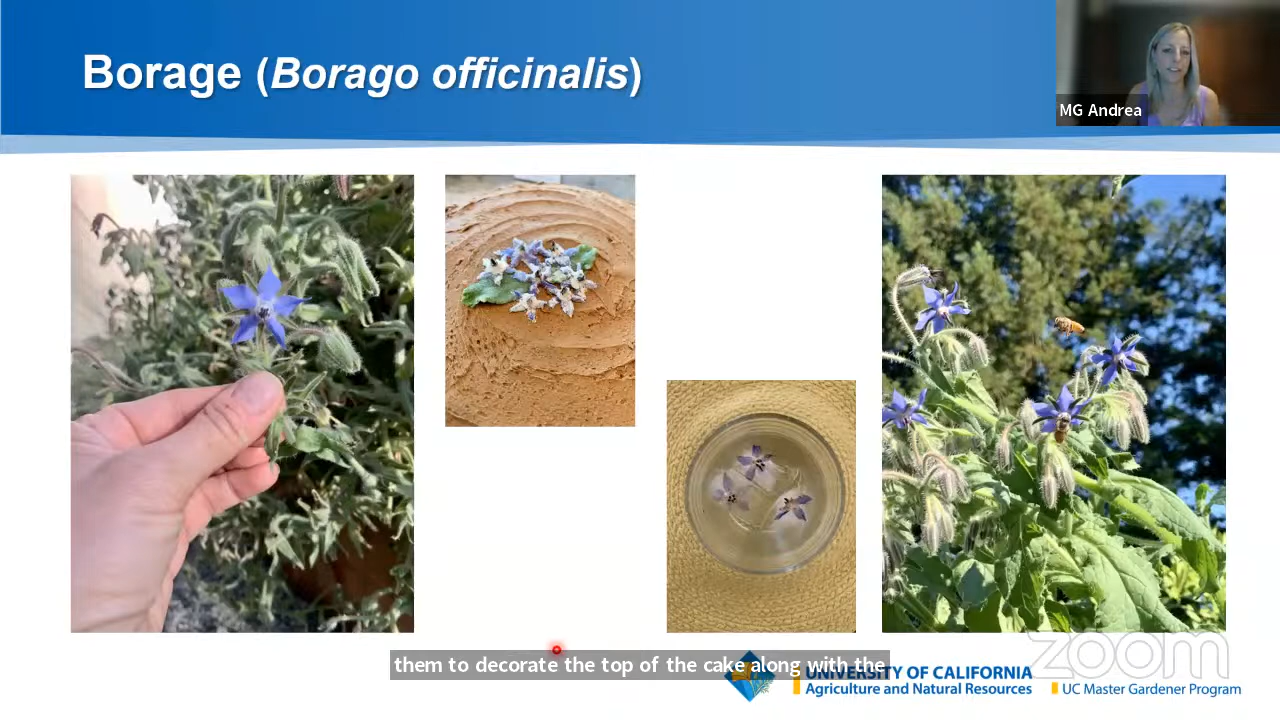 Borage (Borago officinalis)
MG Andrea
them to decorate the top of the cake along with the
UNIVERSITY OF CALIFORNIA
Agriculture and Natural Resources
UC Master Gardener Program
zoom